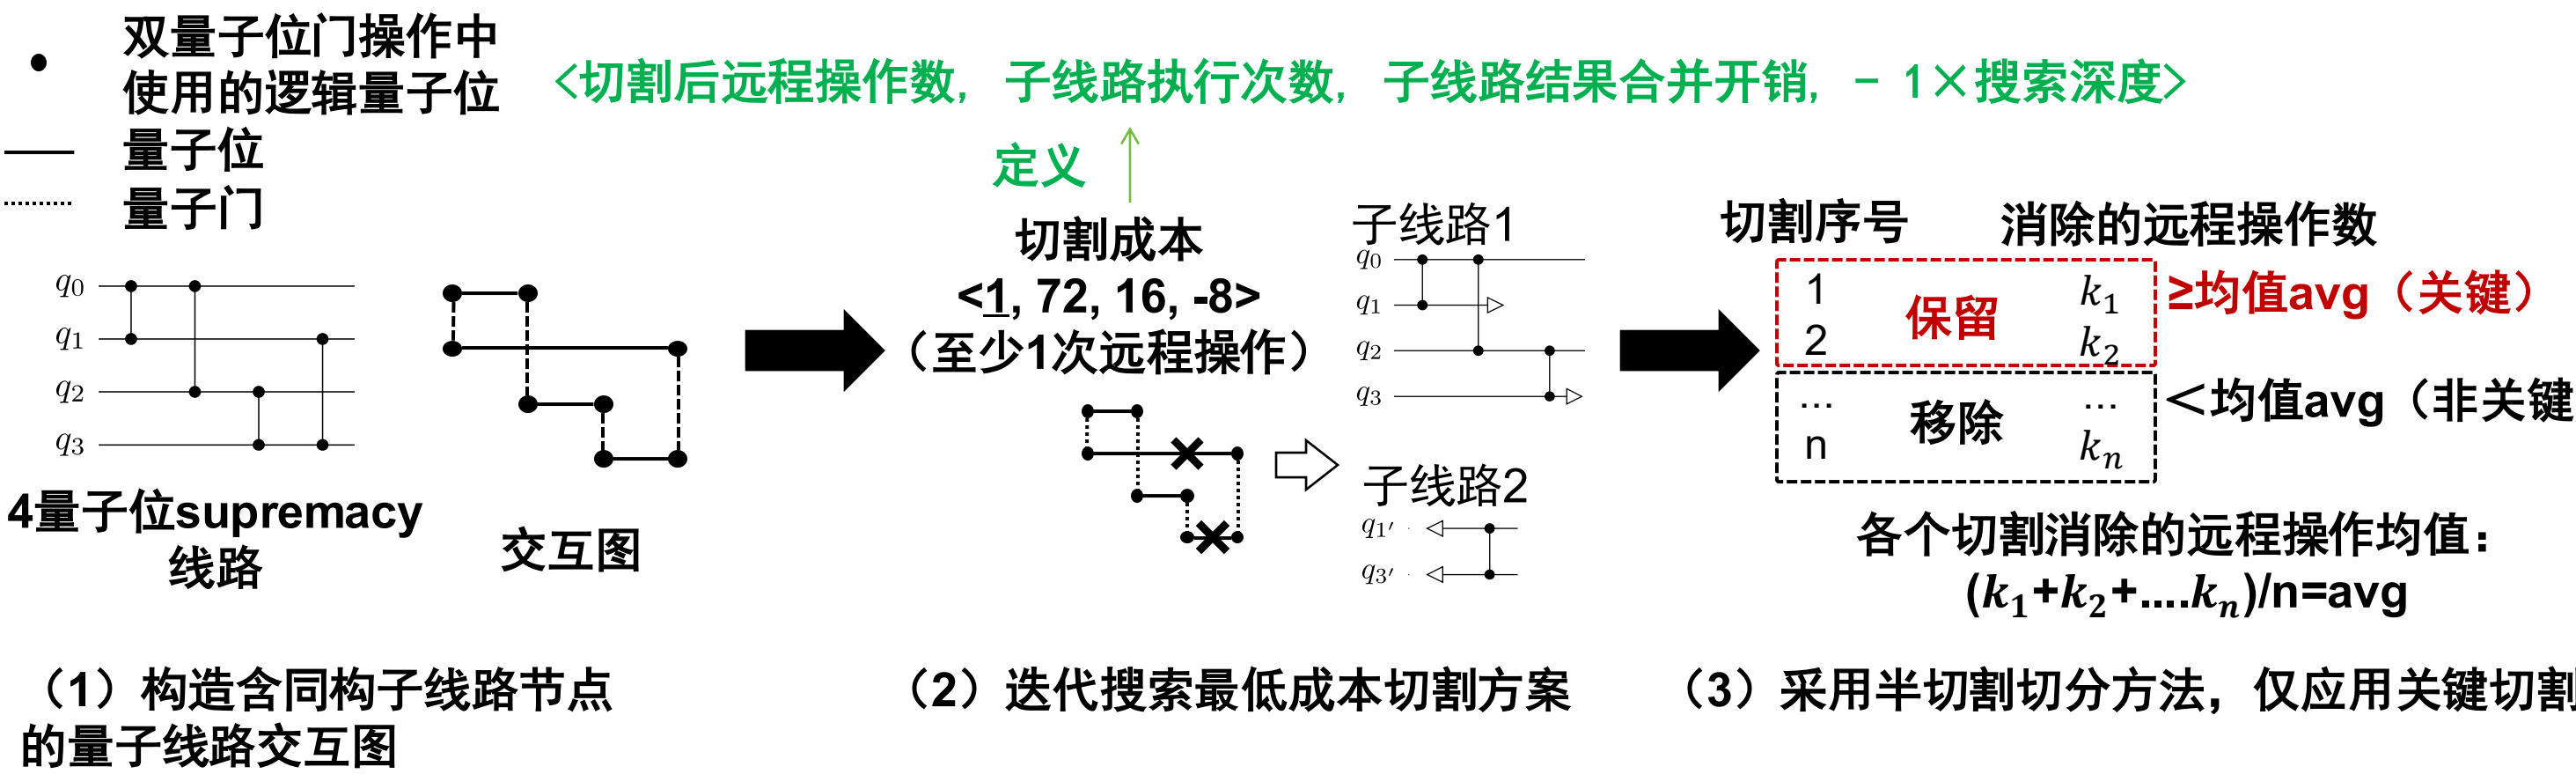 双量子位门操作中
使用的逻辑量子位
量子位
量子门
<切割后远程操作数, 子线路执行次数, 子线路结果合并开销, - 1×搜索深度>
定义
q0
q1
q2
q3
4量子位supremacy
线路
交互图
(1)构造含同构子线路节点
的量子线路交互图
切割成本
<1, 72, 16, -8>
(至少1次远程操作)
子线路1
q0
q1
q2
q3
子线路2
q1′
q3′
(2)迭代搜索最低成本切割方案
切割序号 消除的远程操作数
1 k1
2 k2
保留
≥均值avg(关键)
... ...
n kn
移除
<均值avg(非关键
各个切割消除的远程操作均值:
(k1+k2+....kn)/n=avg
(3)采用半切割切分方法,仅应用关键切割